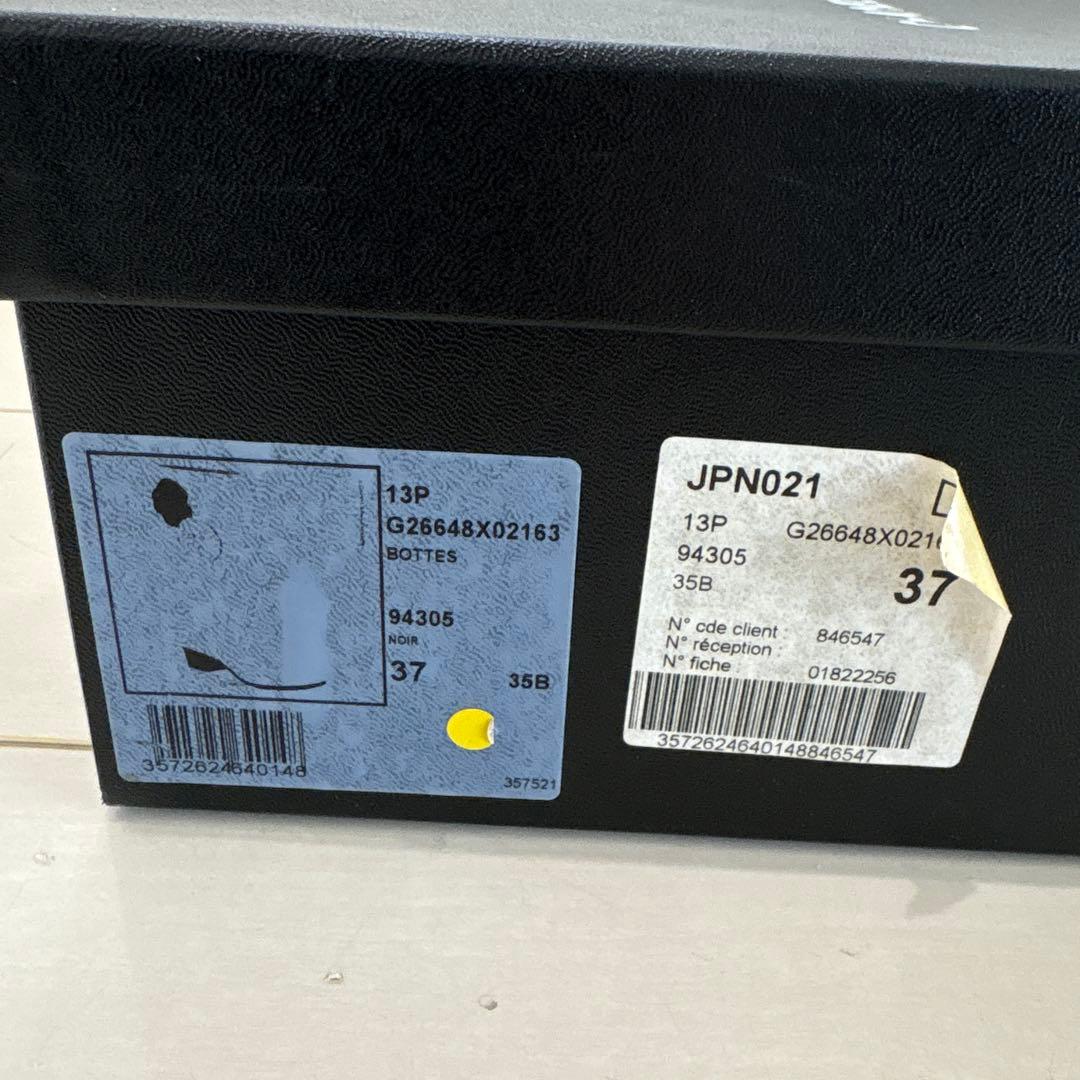 13P
G26648X02163
BOTTES
94305
NOIR
37
35B
3572624640148
357521
JPN021
13P
G26648X0216
94305
35B
37
N° cde client : 846547
N° réception :
N° fiche : 01822256
3572624640148846547